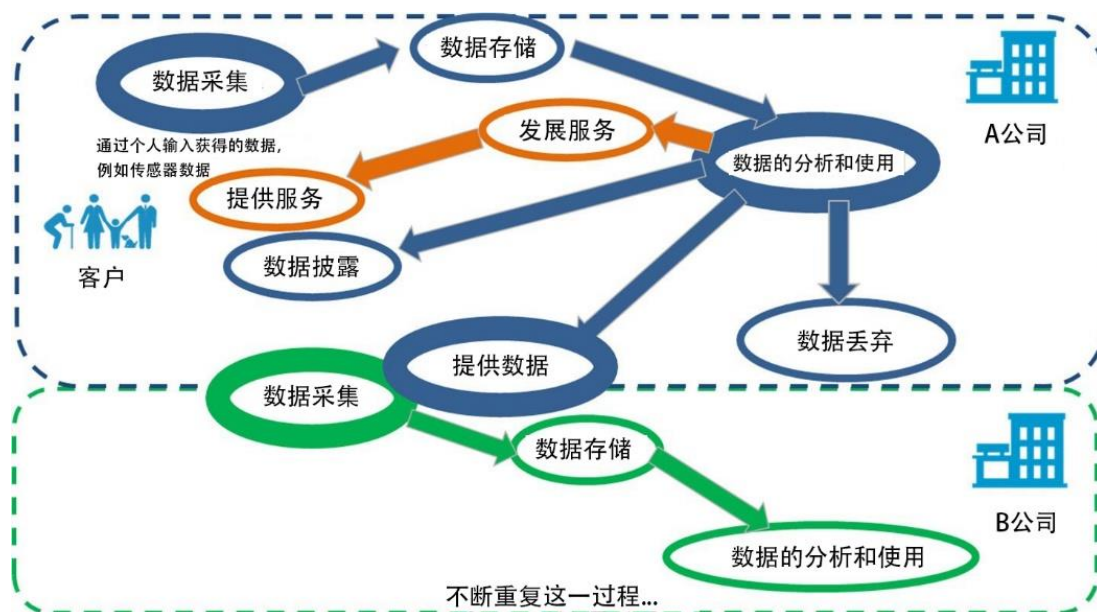 数据存储
数据采集
A公司
发展服务
通过个人输入获得的数据,
例如传感器数据
数据的分析和使用
提供服务
客户
数据披露
数据丢弃
提供数据
数据采集
数据存储
B公司
数据的分析和使用
不断重复这一过程...